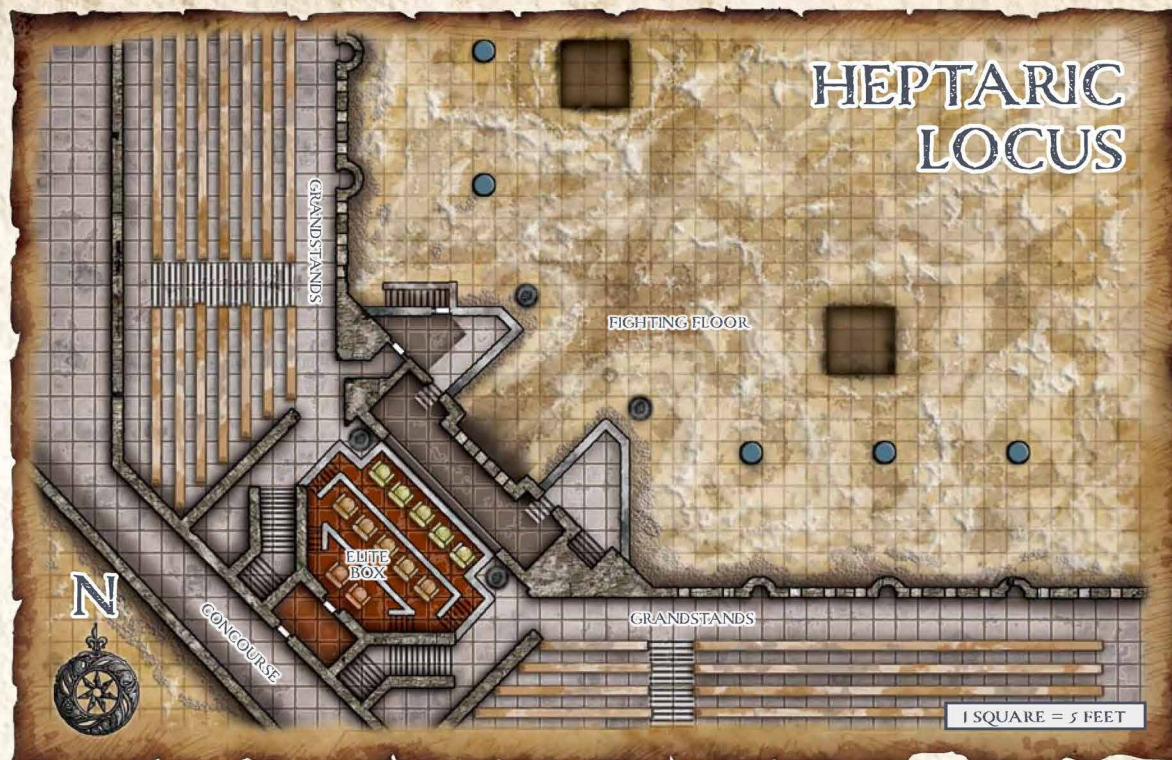 HEPTARIC
LOCUS
GRANDSTANDS
FIGHTING FLOOR
ELITE
BOX
N
CONCOURSE
GRANDSTANDS
1 SQUARE = 5 FEET